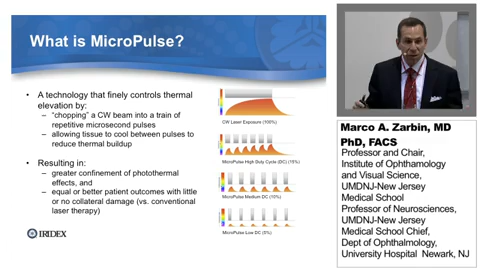 What is MicroPulse?
• A technology that finely controls thermal
elevation by:
– "chopping" a CW beam into a train of
repetitive microsecond pulses
– allowing tissue to cool between pulses to
reduce thermal buildup
• Resulting in:
– greater confinement of photothermal
effects, and
– equal or better patient outcomes with little
or no collateral damage (vs. conventional
laser therapy)
CW Laser Exposure (100%)
MicroPulse High Duty Cycle (DC) (15%)
MicroPulse Medium DC (10%)
MicroPulse Low DC (5%)
IRIDEX
Marco A. Zarbin, MD
PhD, FACS
Professor and Chair,
Institute of Ophthamology
and Visual Science,
UMDNJ-New Jersey
Medical School
Professor of Neurosciences,
UMDNJ-New Jersey
Medical School Chief,
Dept of Ophthalmology,
University Hospital Newark, NJ